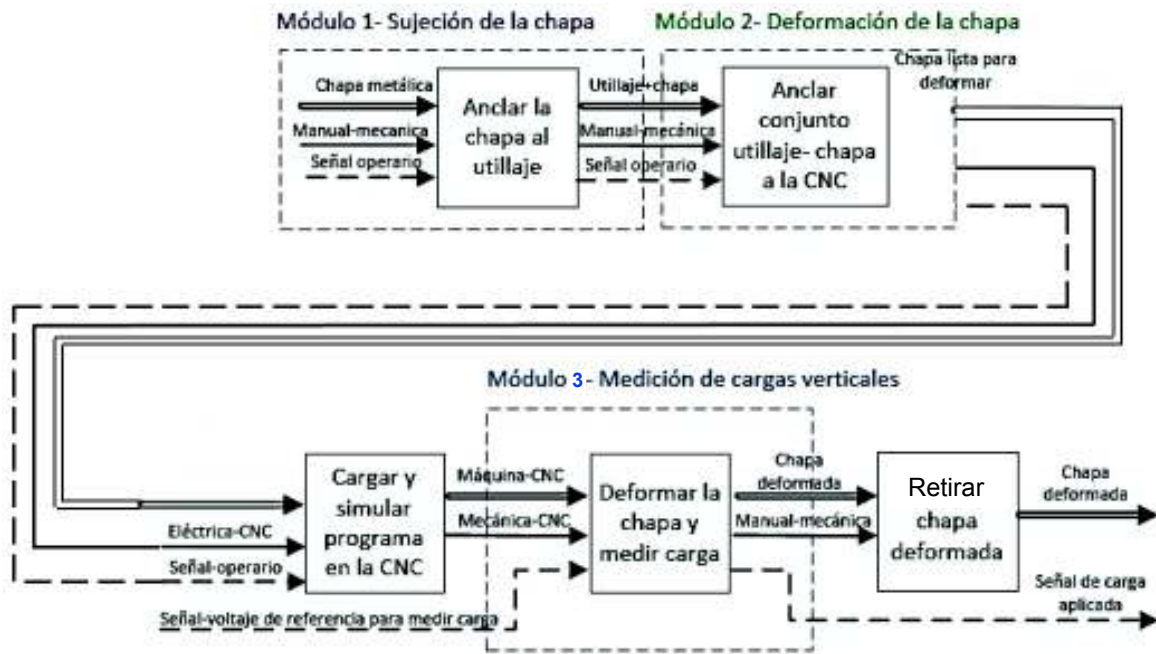 Módulo 1- Sujeción de la chapa
Módulo 2- Deformación de la chapa
Chapa metálica
Manual-mecanica
Señal operario
Anclar la
chapa al
utillaje
Utillaje+chapa
Manual-mecánica
Señal operario
Anclar
conjunto
utillaje- chapa
a la CNC
Chapa lista para
deformar
Módulo 3- Medición de cargas verticales
Eléctrica-CNC
Señal-operario
Cargar y
simular
programa
en la CNC
Máquina-CNC
Mecánica-CNC
Señal-voltaje de referencia para medir carga
Deformar la
chapa y
medir carga
Chapa
deformada
Manual-mecánica
Retirar
chapa
deformada
Chapa
deformada
Señal de carga
aplicada